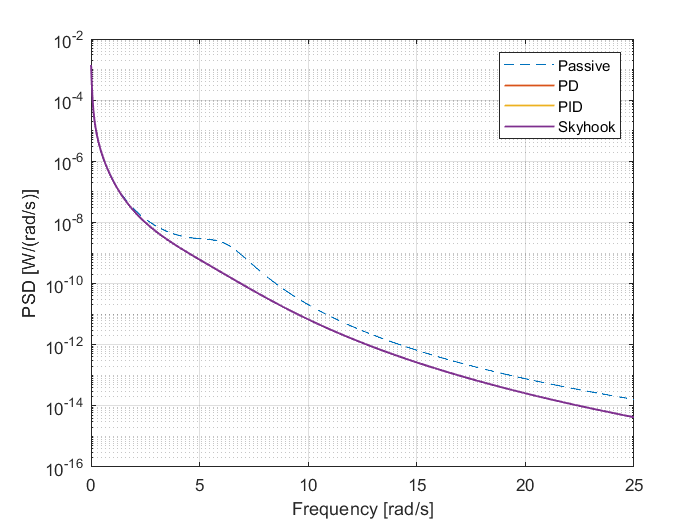 10^-2
10^-4
10^-6
10^-8
10^-10
10^-12
10^-14
10^-16
PSD [W/(rad/s)]
Passive
PD
PID
Skyhook
0 5 10 15 20 25
Frequency [rad/s]